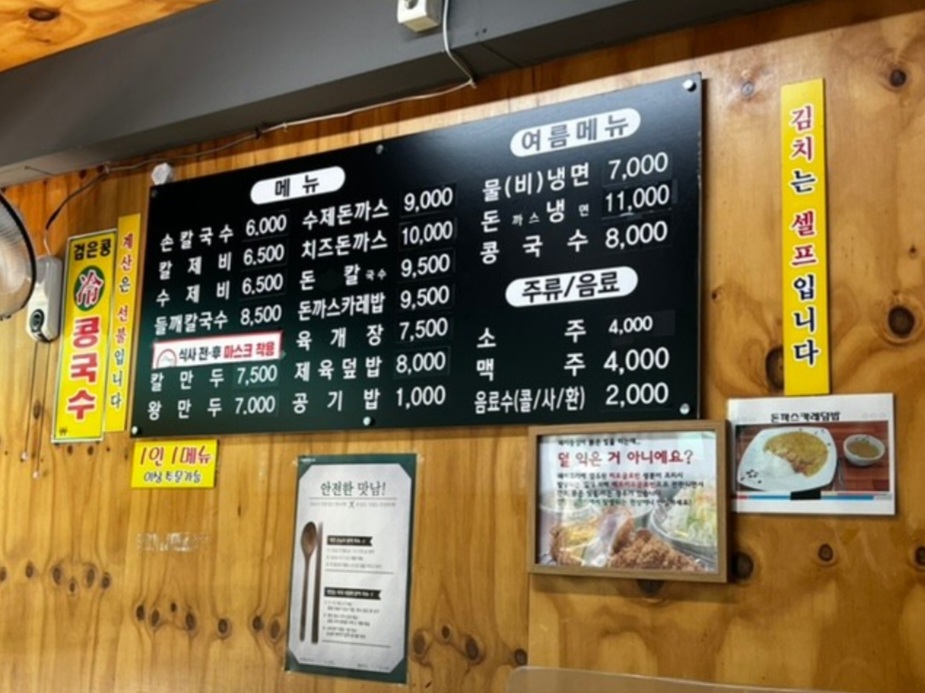 메뉴
손칼국수 6,000
칼제비 6,500
수제비 6,500
들깨칼국수 8,500
식사 전·후 마스크 착용
칼만두 7,500
왕만두 7,000
수제돈까스 9,000
치즈돈까스 10,000
돈칼국수 9,500
돈까스카레밥 9,500
육개장 7,500
제육덮밥 8,000
공기밥 1,000
여름메뉴
물(비)냉면 7,000
돈까스냉면 11,000
콩국수 8,000
주류/음료
소주 4,000
맥주 4,000
음료수(콜/사/환) 2,000
검은콩
冷
콩국수
계산은 선불입니다
1인 1메뉴
이상 주문가능
김치는 셀프입니다
안전한 맛남!
덜 익은 거 아니에요?
돈까스카레덮밥